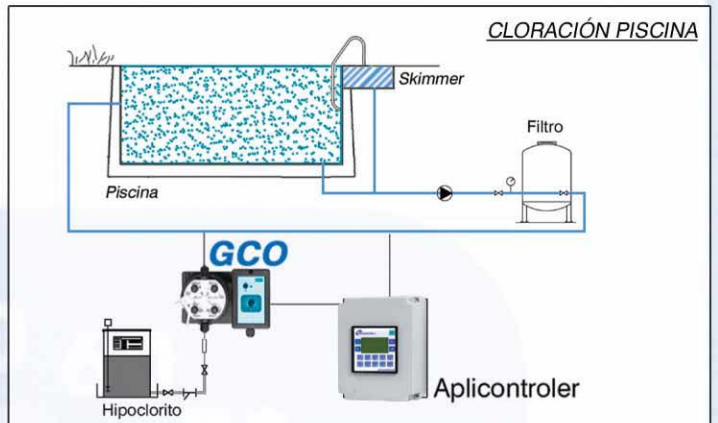 CLORACIÓN PISCINA
Skimmer
Filtro
Piscina
GCO
Aplicontroler
Hipoclorito